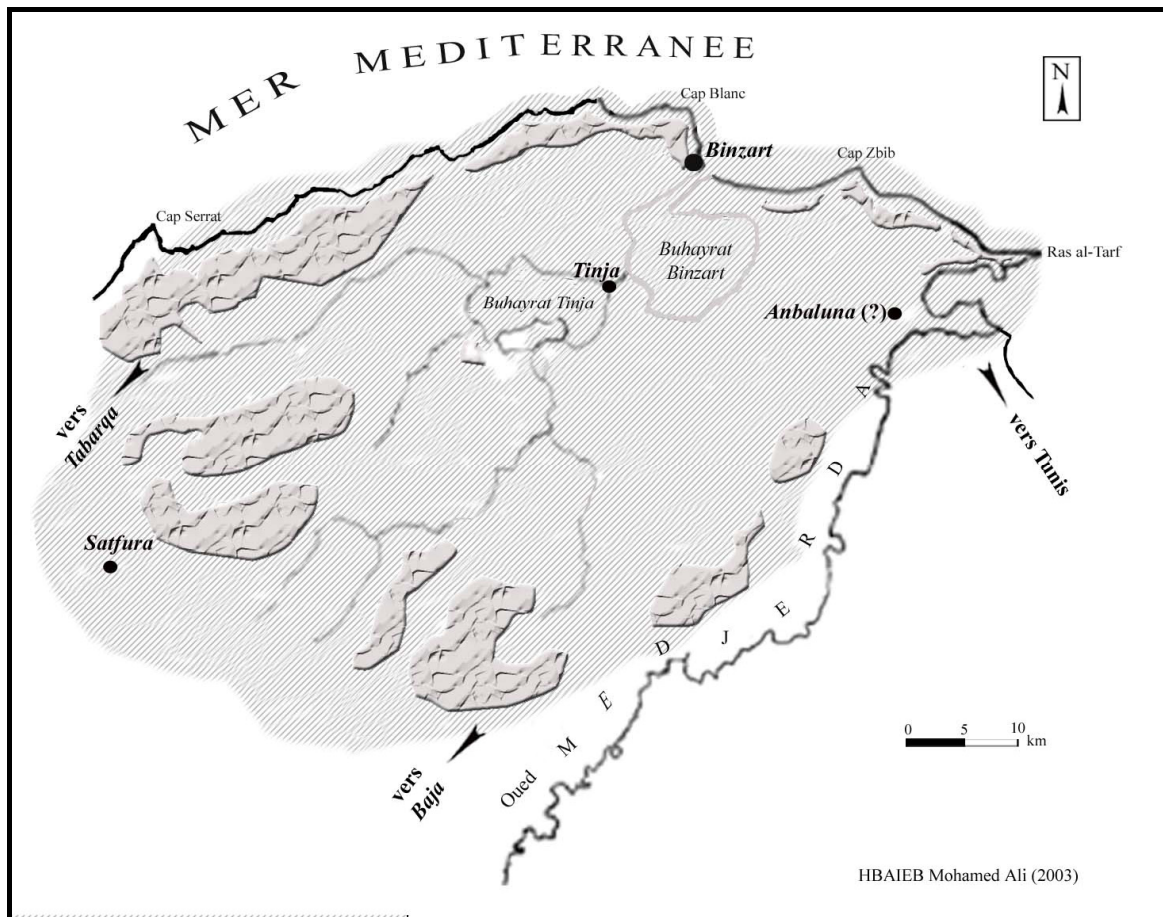 MER MEDITERRANEE
N
Cap Blanc
Binzart
Cap Zbib
Cap Serrat
Ras al-Tarf
Buhayrat
Binzart
Tinja
Buhayrat Tinja
Anbaluna (?)
vers
Tabarqa
vers Tunis
Satfura
vers
Baja
Oued MEDJERDA
0 5 10
km
HBAIEB Mohamed Ali (2003)